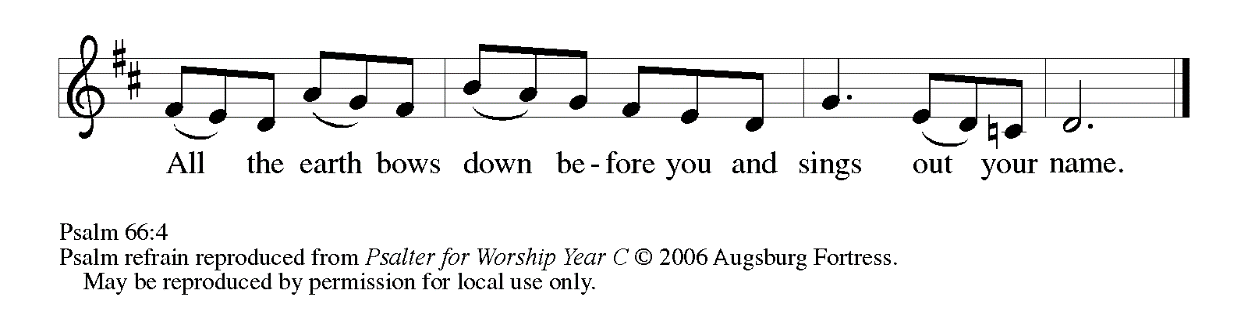 All the earth bows down be - fore you and sings out your name.
Psalm 66:4
Psalm refrain reproduced from Psalter for Worship Year C © 2006 Augsburg Fortress.
May be reproduced by permission for local use only.